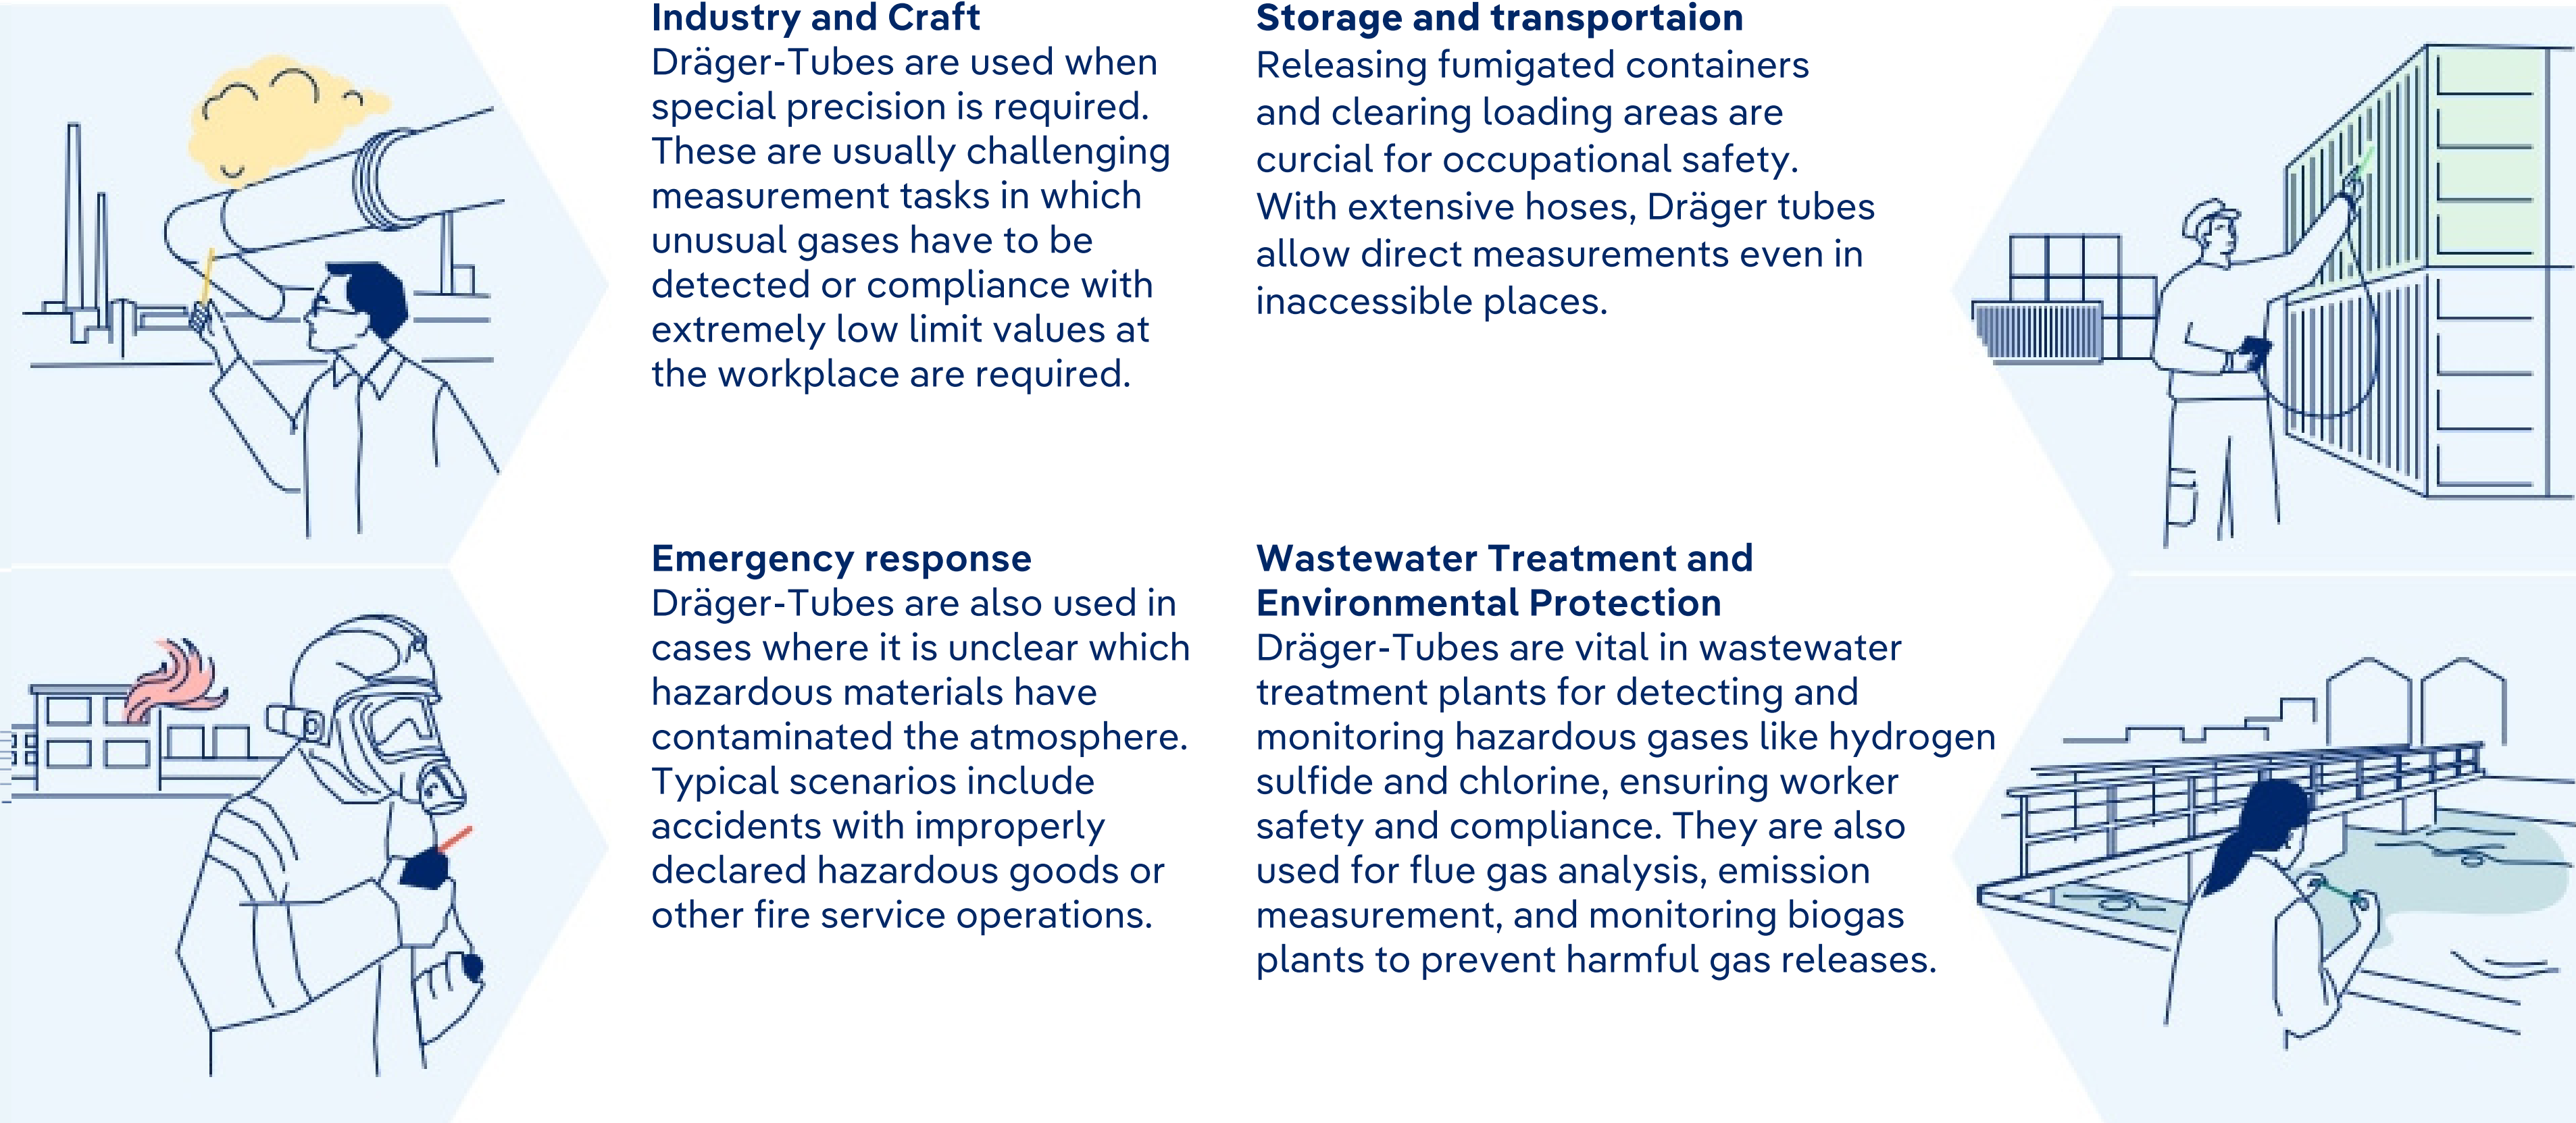 Industry and Craft
Dräger-Tubes are used when
special precision is required.
These are usually challenging
measurement tasks in which
unusual gases have to be
detected or compliance with
extremely low limit values at
the workplace are required.
Storage and transportaion
Releasing fumigated containers
and clearing loading areas are
curcial for occupational safety.
With extensive hoses, Dräger tubes
allow direct measurements even in
inaccessible places.
Emergency response
Dräger-Tubes are also used in
cases where it is unclear which
hazardous materials have
contaminated the atmosphere.
Typical scenarios include
accidents with improperly
declared hazardous goods or
other fire service operations.
Wastewater Treatment and
Environmental Protection
Dräger-Tubes are vital in wastewater
treatment plants for detecting and
monitoring hazardous gases like hydrogen
sulfide and chlorine, ensuring worker
safety and compliance. They are also
used for flue gas analysis, emission
measurement, and monitoring biogas
plants to prevent harmful gas releases.